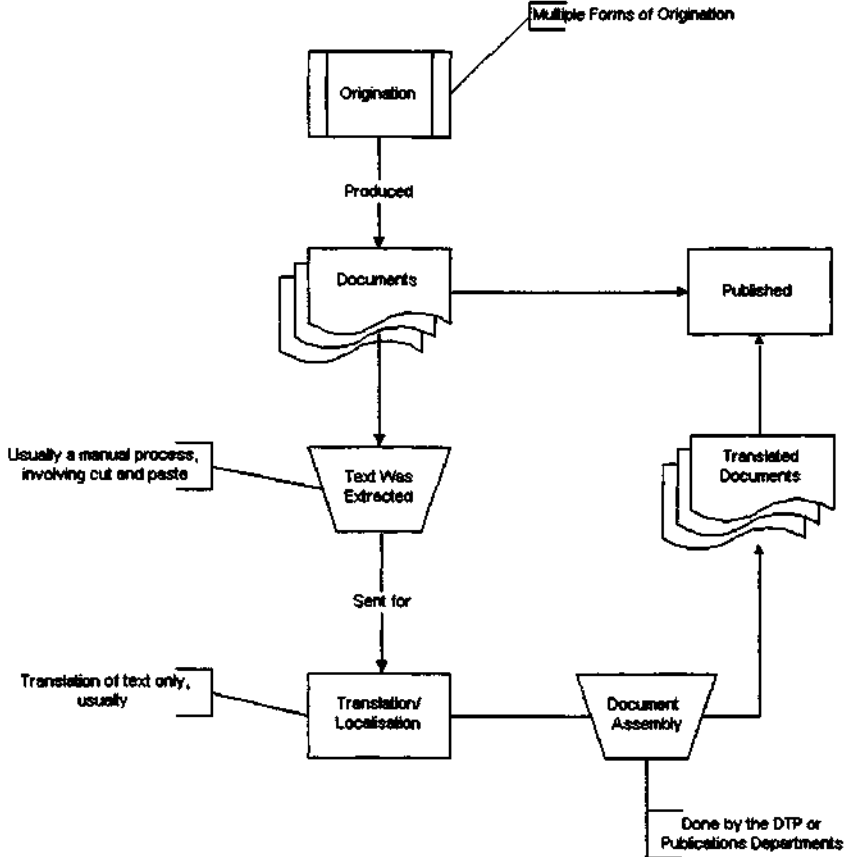 Multiple Forms of Origination
Origination
Produced
Documents
Published
Usually a manual process,
involving cut and paste
Text Was
Extracted
Translated
Documents
Sent for
Translation of text only,
usually
Translation/
Localisation
Document
Assembly
Done by the DTP or
Publications Departments